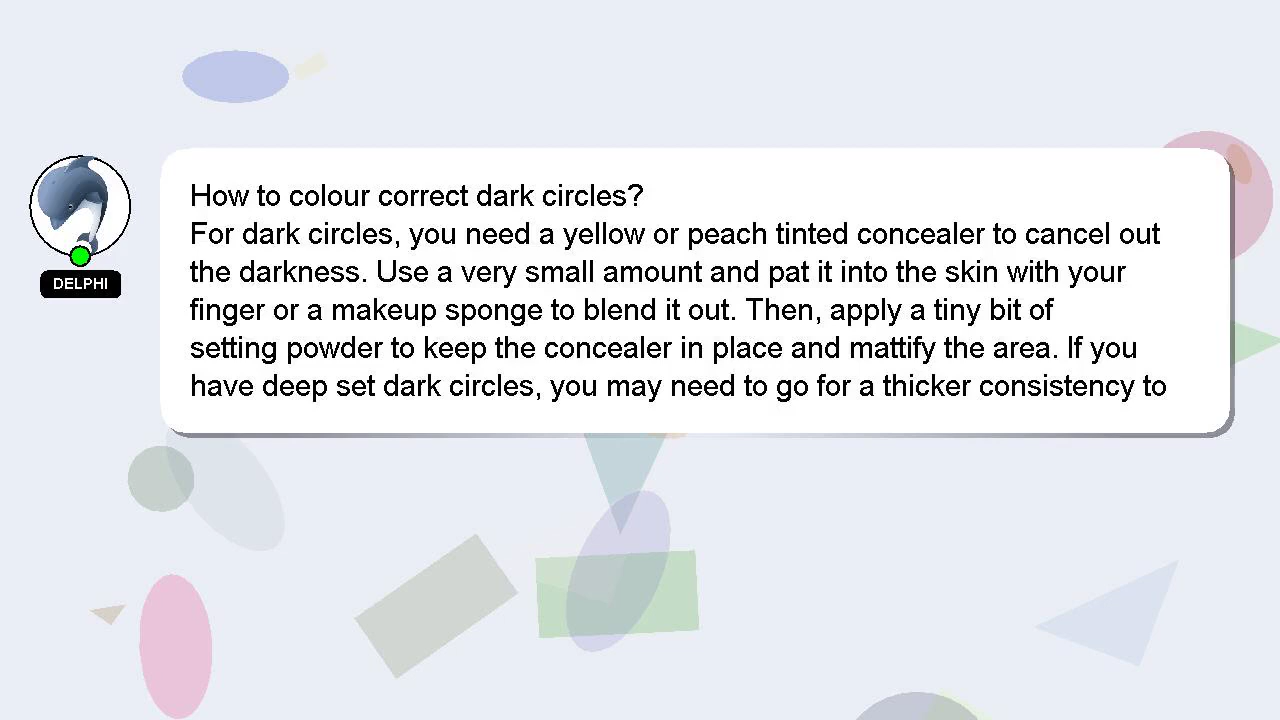 DELPHI
How to colour correct dark circles?
For dark circles, you need a yellow or peach tinted concealer to cancel out
the darkness. Use a very small amount and pat it into the skin with your
finger or a makeup sponge to blend it out. Then, apply a tiny bit of
setting powder to keep the concealer in place and mattify the area. If you
have deep set dark circles, you may need to go for a thicker consistency to